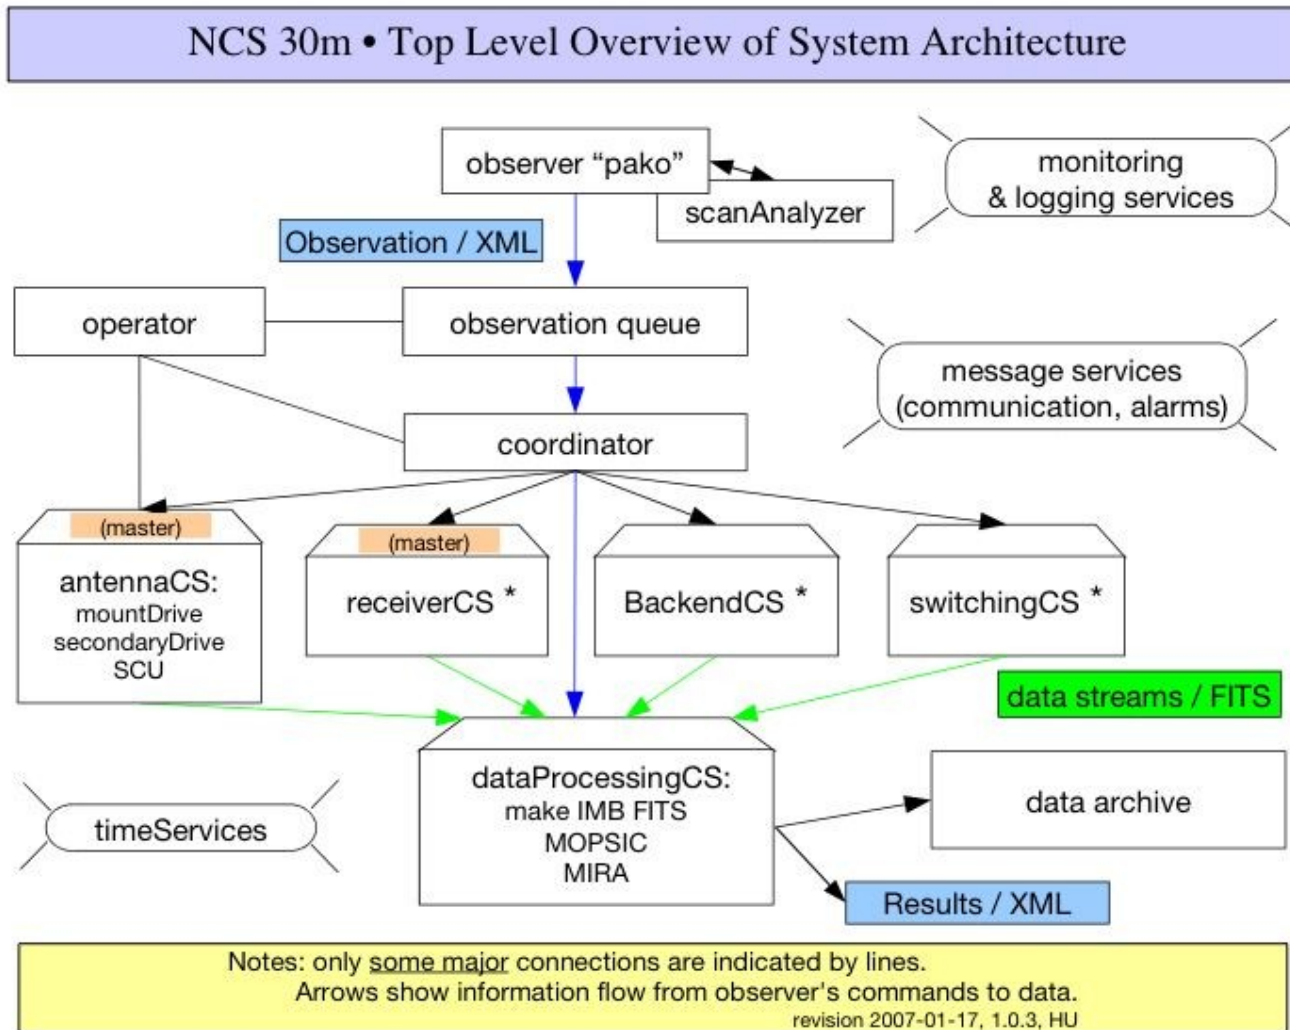 NCS 30m • Top Level Overview of System Architecture
observer “pako”
scanAnalyzer
monitoring
& logging services
Observation / XML
operator
observation queue
message services
(communication, alarms)
coordinator
(master)
antennaCS:
mountDrive
secondaryDrive
SCU
(master)
receiverCS *
BackendCS *
switchingCS *
data streams / FITS
dataProcessingCS:
make IMB FITS
MOPSIC
MIRA
timeServices
data archive
Results / XML
Notes: only some major connections are indicated by lines.
Arrows show information flow from observer's commands to data.
revision 2007-01-17, 1.0.3, HU